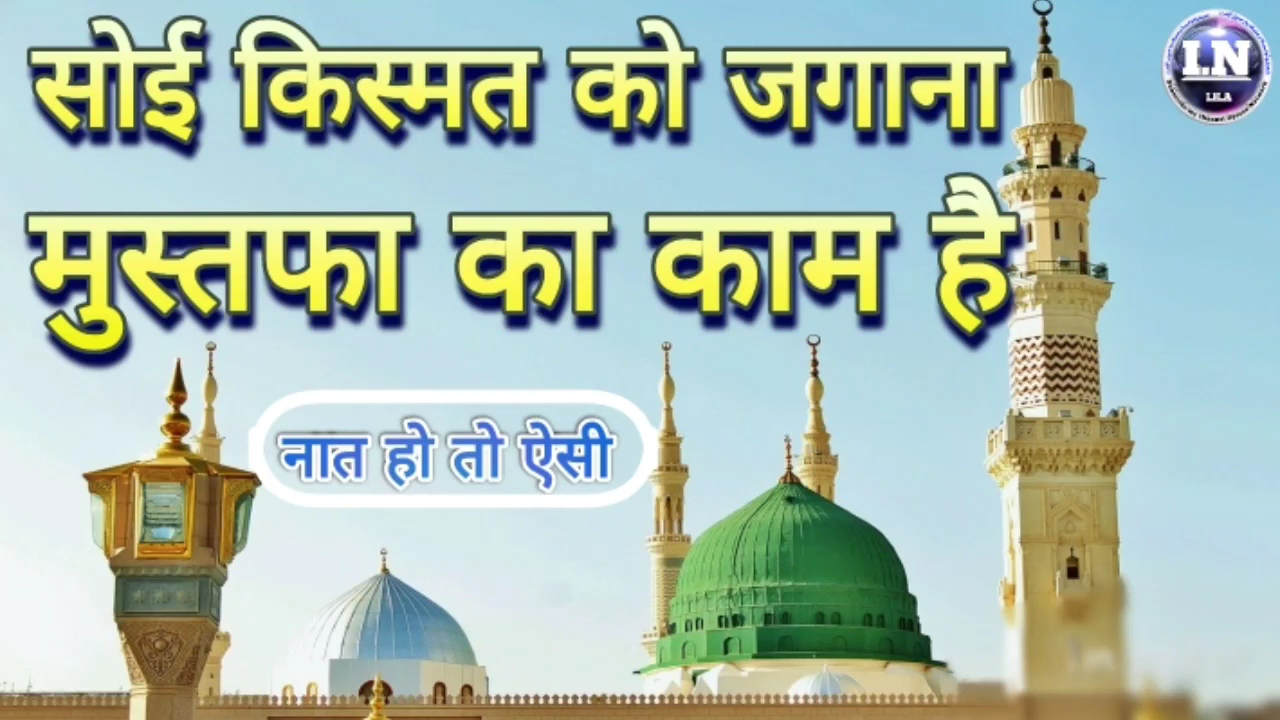 सोई किस्मत को जगाना
मुस्तफा का काम है
नात हो तो ऐसी
I.N